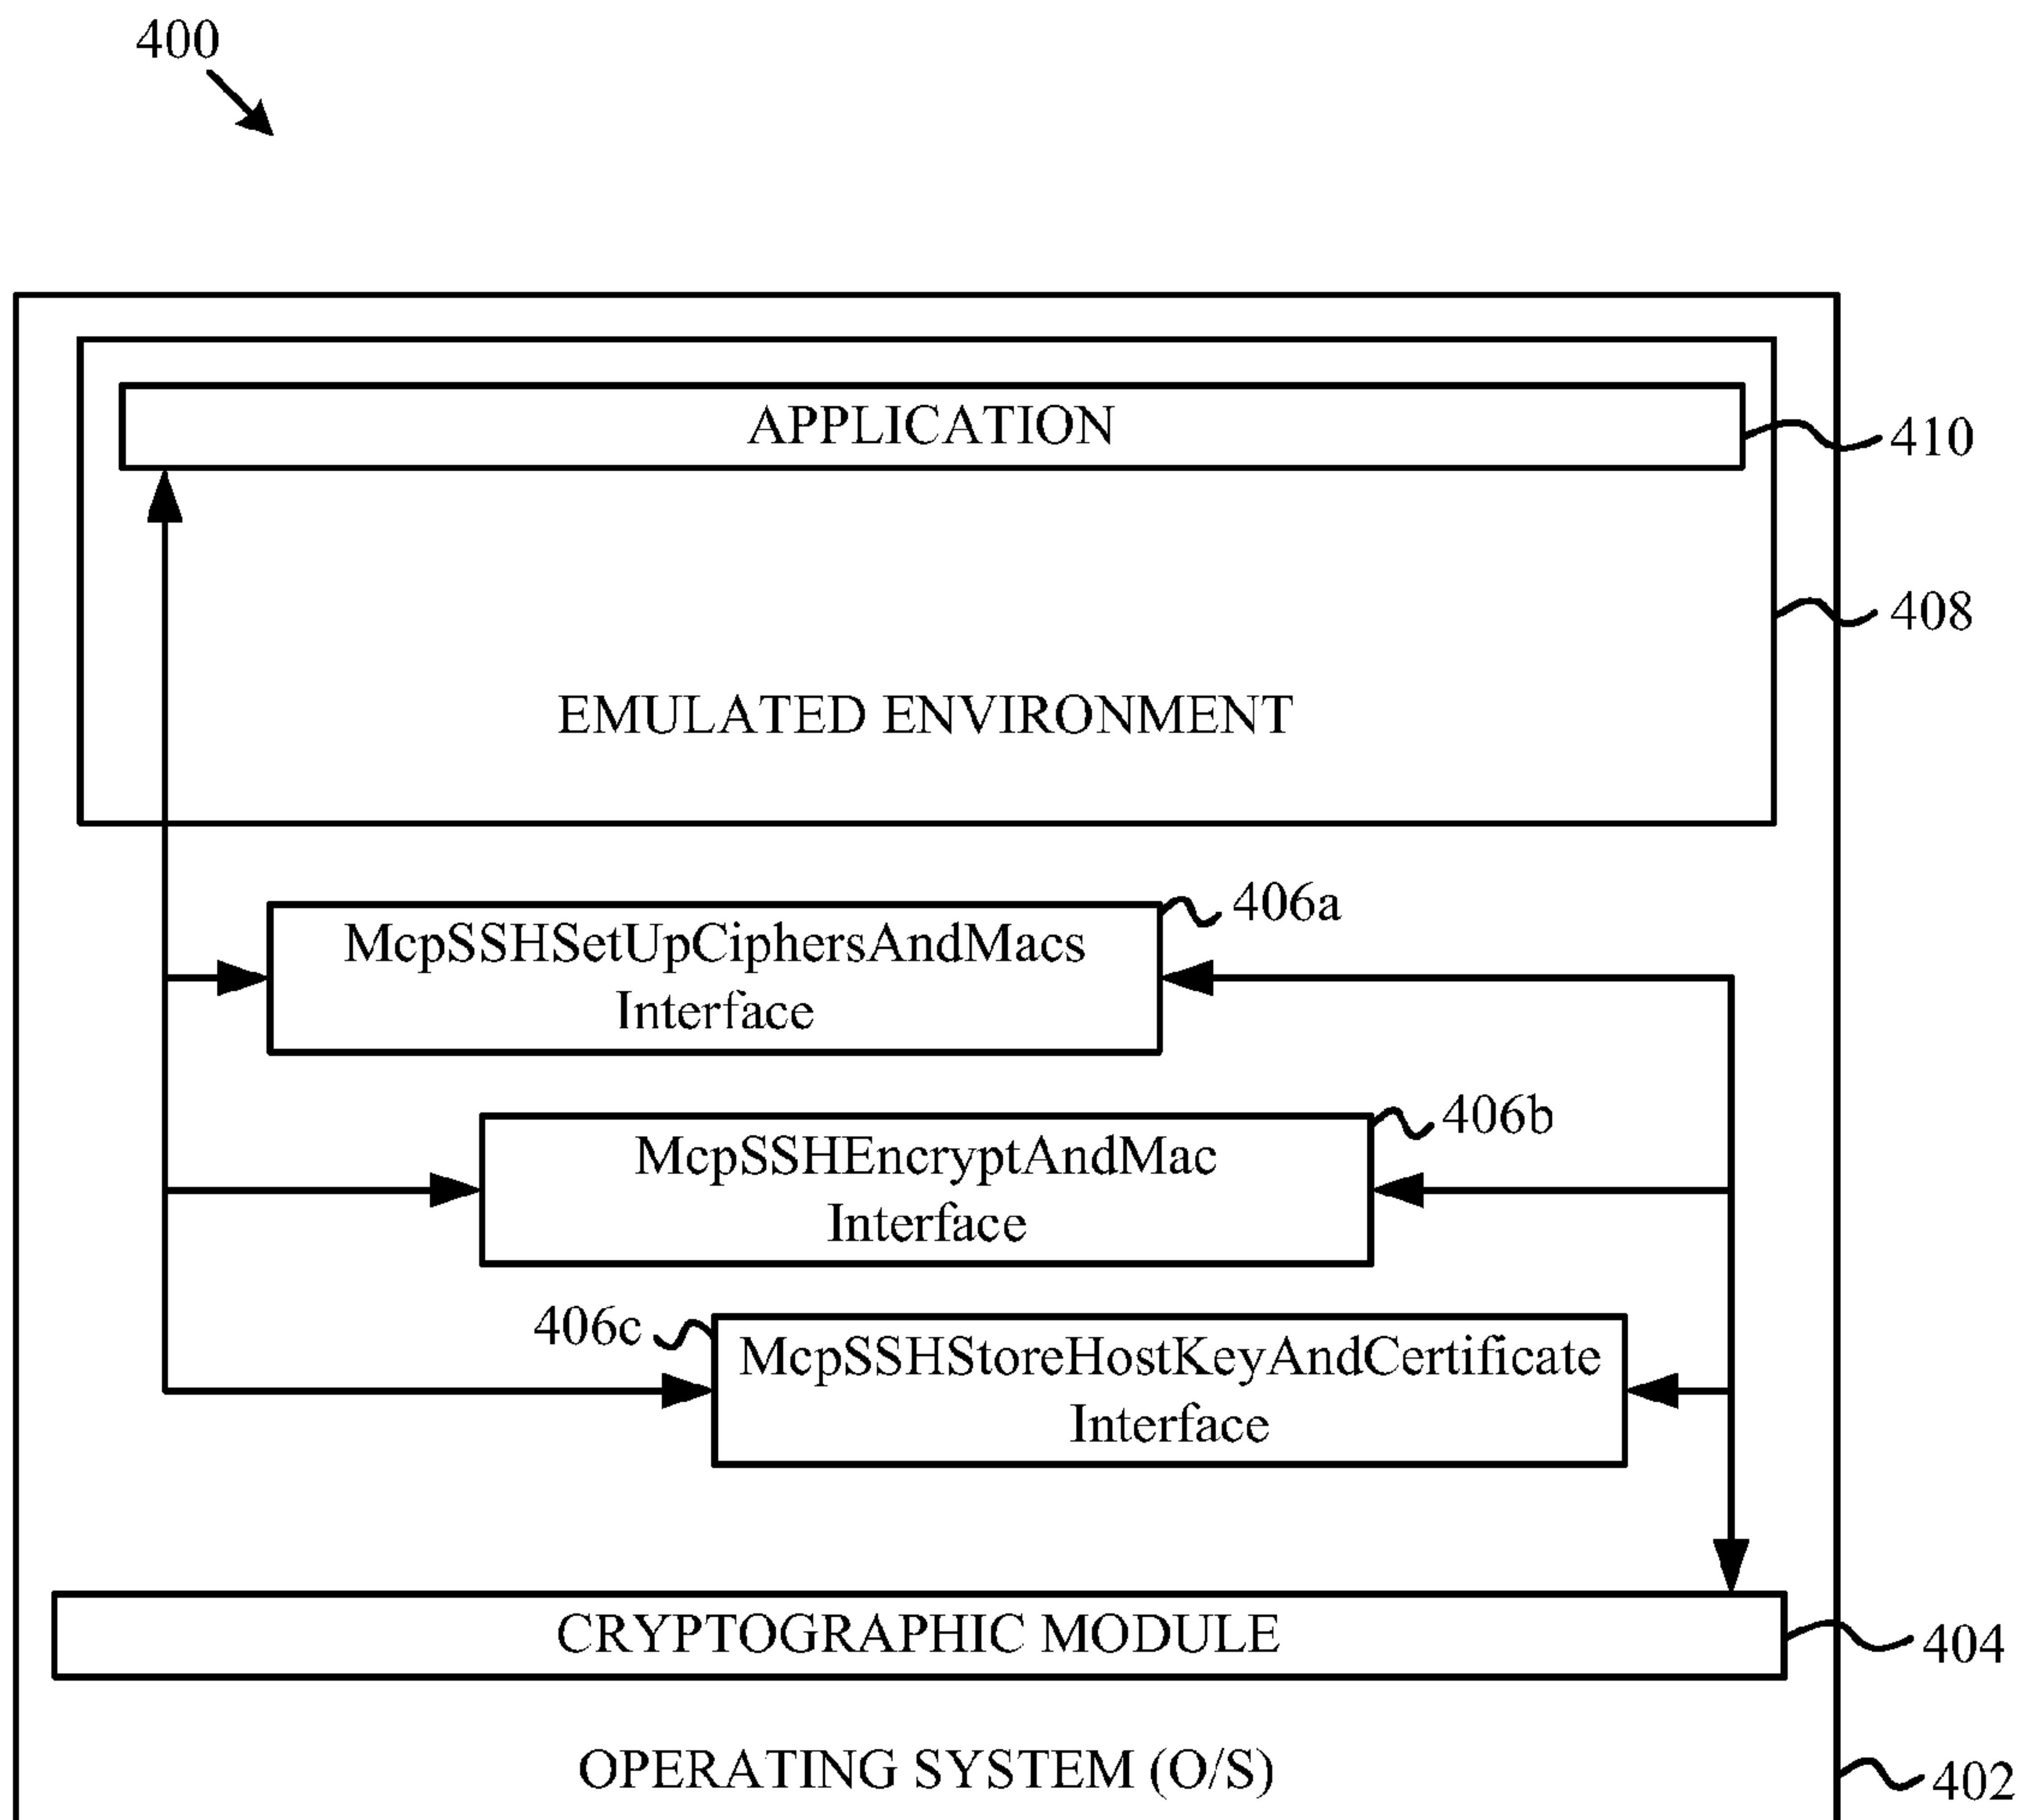 400
APPLICATION
410
408
EMULATED ENVIRONMENT
406a
McpSSHSetUpCiphersAndMacs
Interface
406b
McpSSHEncryptAndMac
Interface
406c
McpSSHStoreHostKeyAndCertificate
Interface
CRYPTOGRAPHIC MODULE
404
OPERATING SYSTEM (O/S)
402